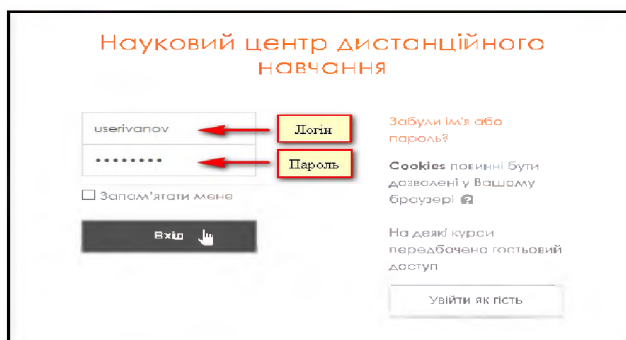 Науковий центр дистанційного
навчання
userivanov
Логін
••••••••
Пароль
Запам'ятати мене
Вхід
Забули ім'я або
пароль?
Cookies повинні бути
дозволені у Вашому
браузері
На деякі курси
передбачено гостьовий
доступ
Увійти як гість